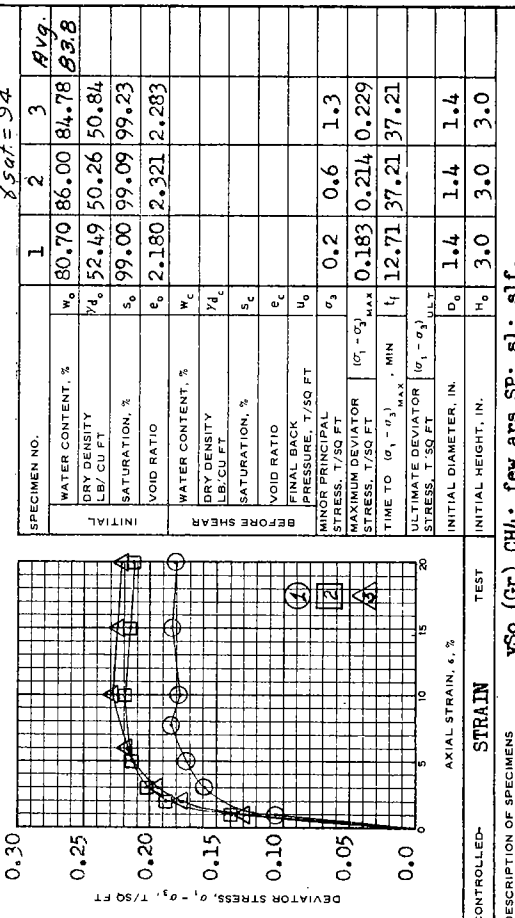 γsat = 94
SPECIMEN NO. 1 2 3 Avg.
INITIAL
WATER CONTENT, % w₀ 80.70 86.00 84.78 83.8
DRY DENSITY LB/CU FT γd₀ 52.49 50.26 50.84
SATURATION, % S₀ 99.00 99.09 99.23
VOID RATIO e₀ 2.180 2.321 2.283
BEFORE SHEAR
WATER CONTENT, % wc
DRY DENSITY LB/CU FT γdc
SATURATION, % Sc
VOID RATIO ec
FINAL BACK PRESSURE, T/SQ FT u₀
MINOR PRINCIPAL STRESS, T/SQ FT σ₃ 0.2 0.6 1.3
MAXIMUM DEVIATOR STRESS, T/SQ FT (σ₁ - σ₃) MAX 0.183 0.214 0.229
TIME TO (σ₁ - σ₃) MAX, MIN tf 12.71 37.21 37.21
ULTIMATE DEVIATOR STRESS, T/SQ FT (σ₁ - σ₃) ULT
INITIAL DIAMETER, IN. D₀ 1.4 1.4 1.4
INITIAL HEIGHT, IN. H₀ 3.0 3.0 3.0
DEVIATOR STRESS, σ₁ - σ₃, T/SQ FT
0.30
0.25
0.20
0.15
0.10
0.05
0.0
0 5 10 15 20
AXIAL STRAIN, ε, %
1
2
3
CONTROLLED- STRAIN TEST
DESCRIPTION OF SPECIMENS vSo (Gr) CH4; few ars SP; sl; slf